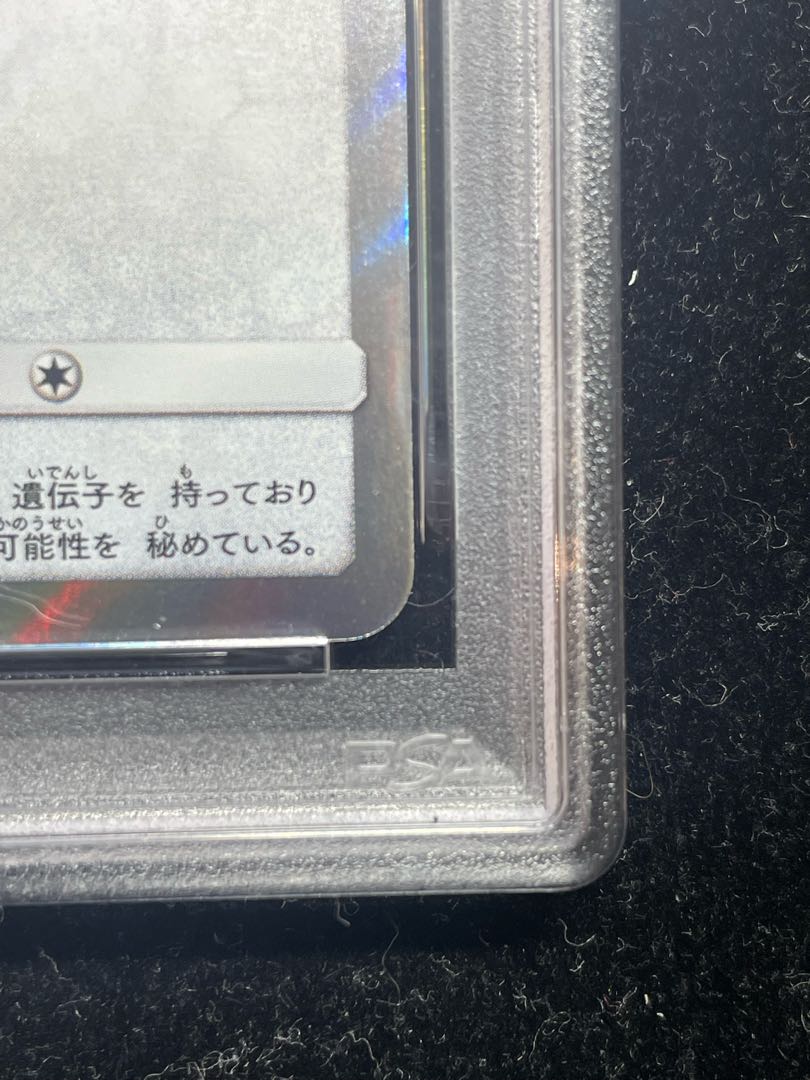 いでんし も
遺伝子を 持っており
かのうせい ひ
可能性を 秘めている。
PSA